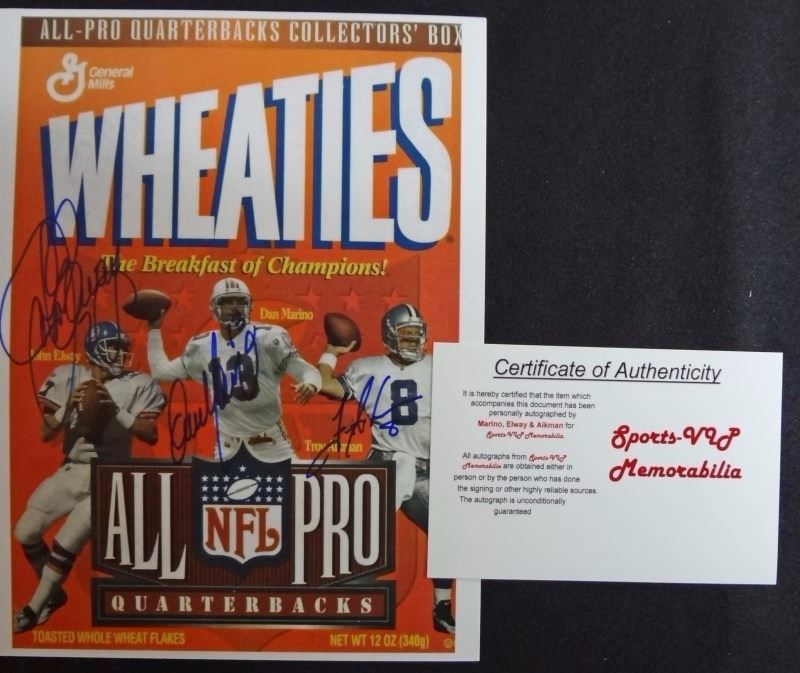 ALL-PRO QUARTERBACKS COLLECTORS' BOX
General
Mills
WHEATIES
The Breakfast of Champions!
Dan Marino
John Elway
Troy Aikman
8
ALL NFL PRO
QUARTERBACKS
TOASTED WHOLE WHEAT FLAKES
NET WT 12 OZ (340g)
Certificate of Authenticity
It is hereby certified that the item which
accompanies this document has been
personally autographed by
Marino, Elway & Aikman for
Sports-VIP Memorabilia
All autographs from Sports-VIP
Memorabilia are obtained either in
person or by the person who has done
the signing or other highly reliable sources.
The autograph is unconditionally
guaranteed
Sports-VIP
Memorabilia